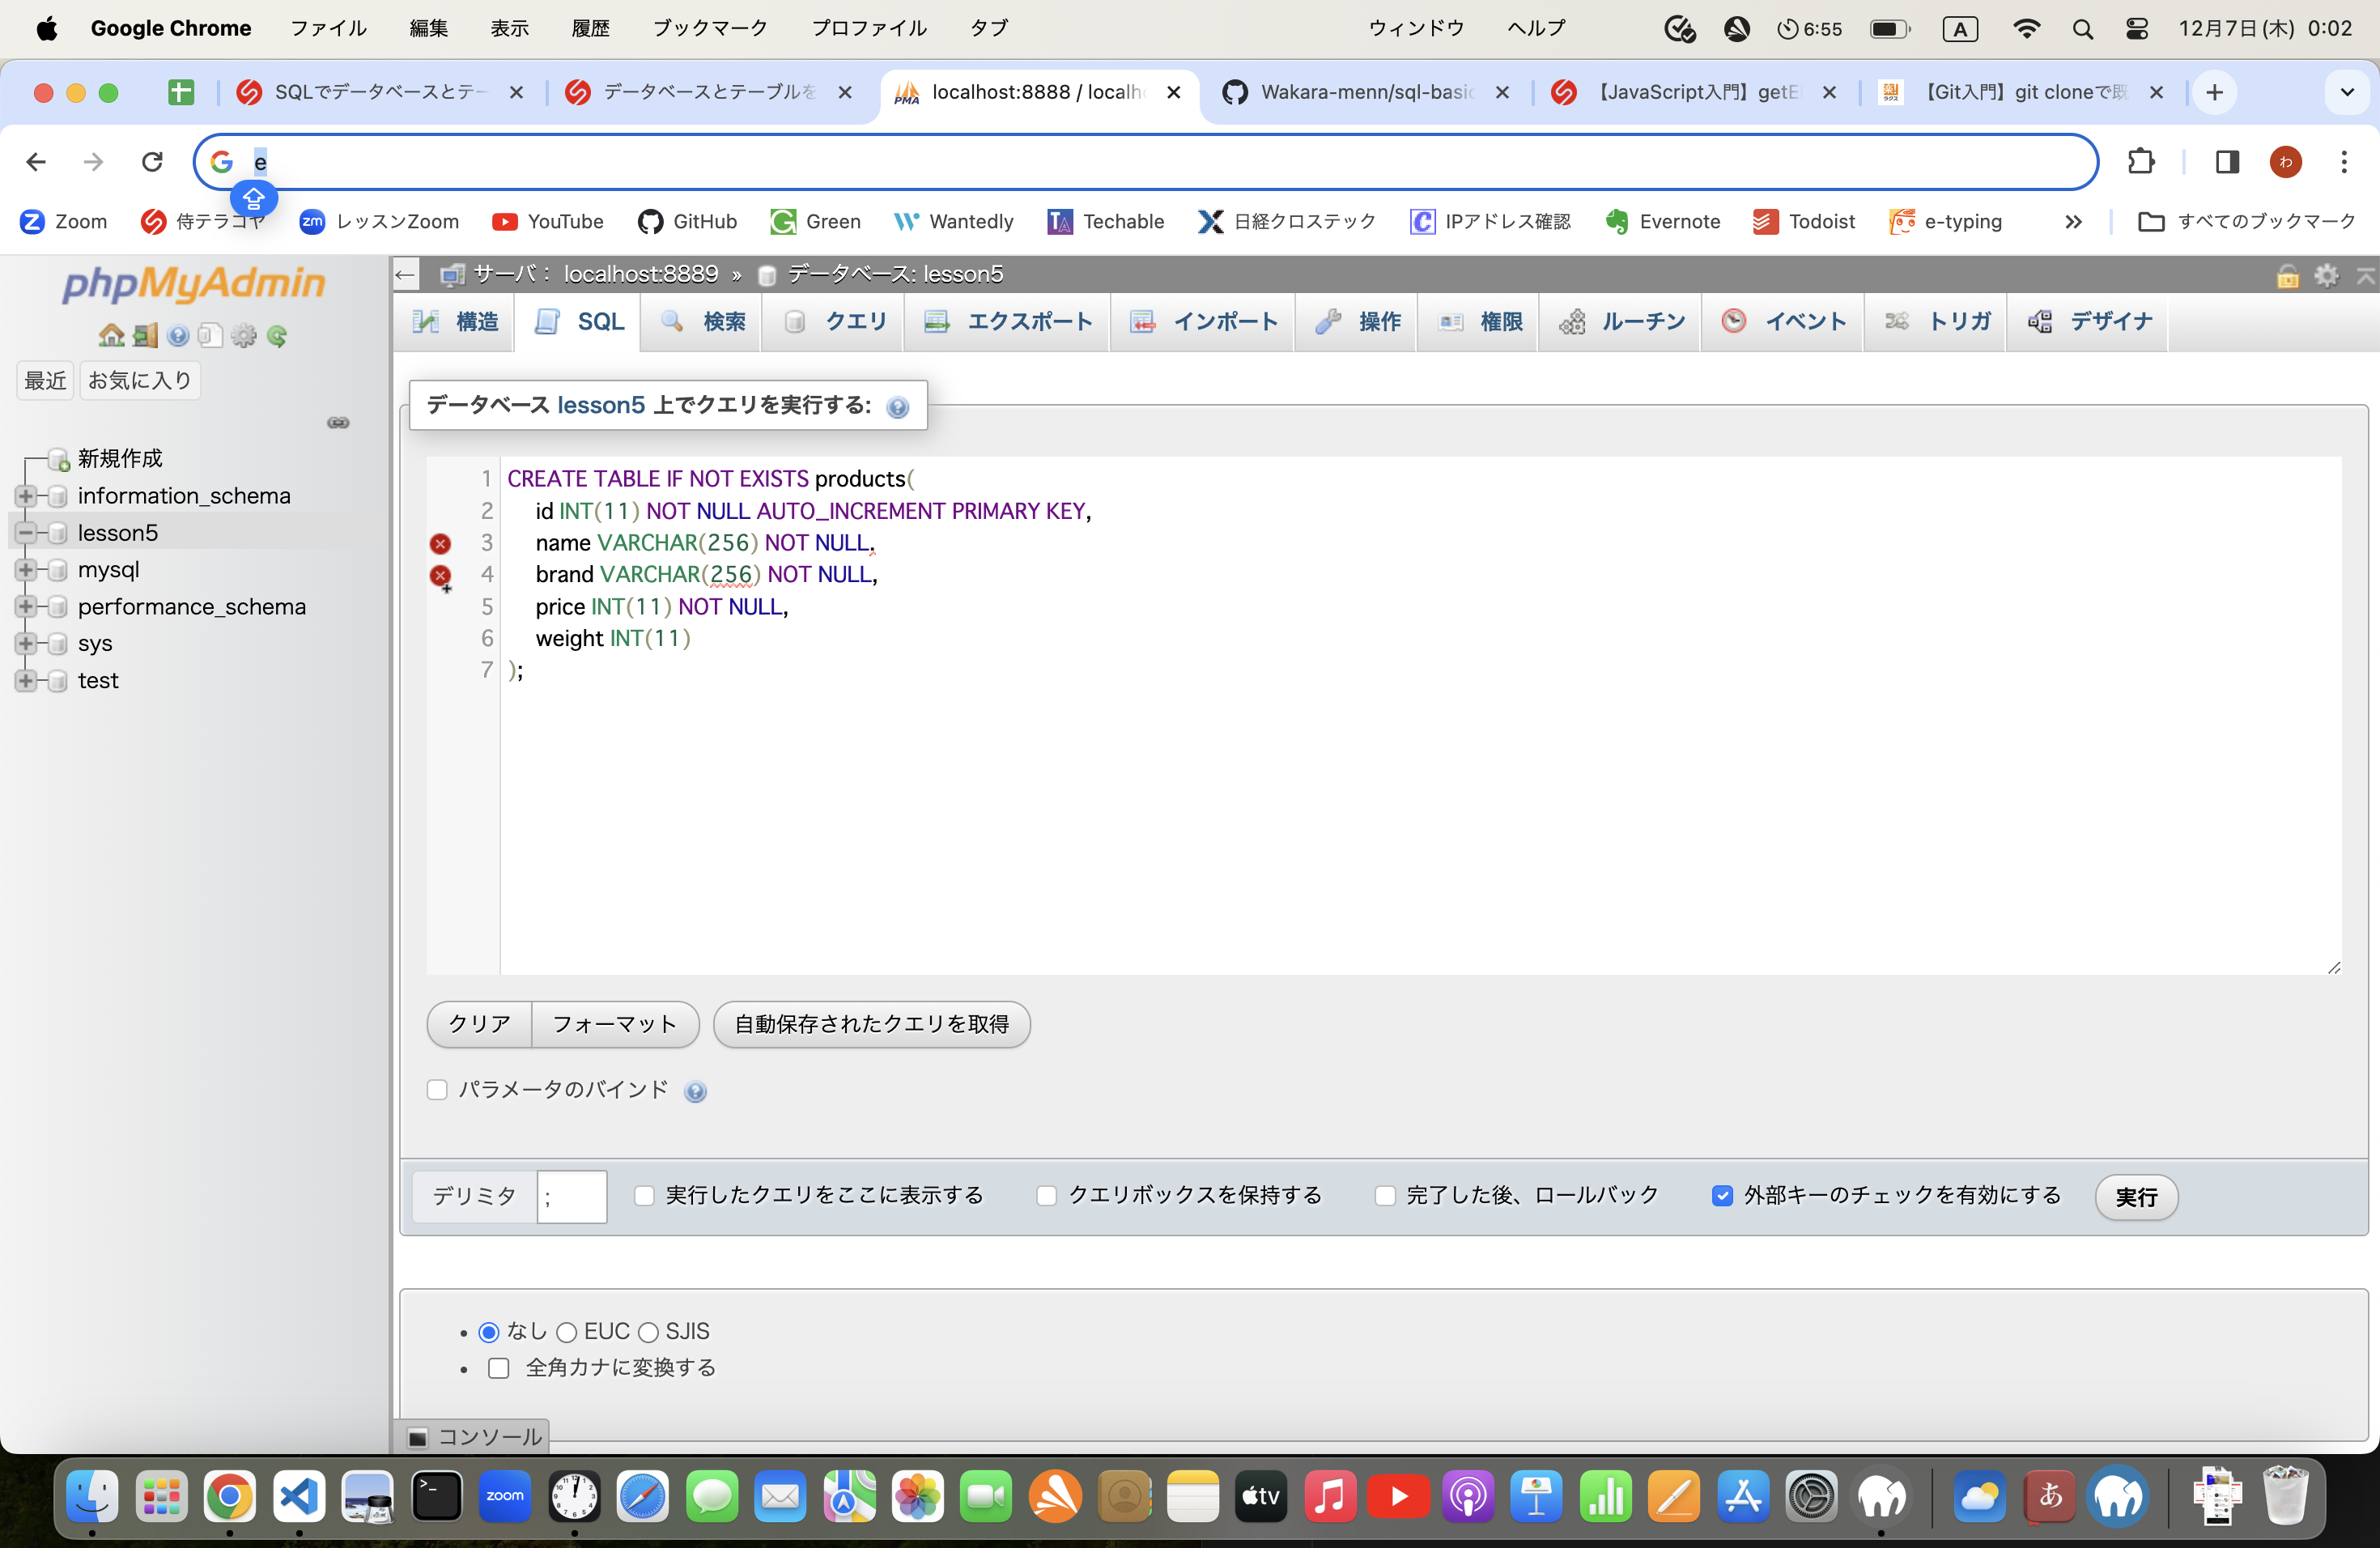 Google Chrome ファイル 編集 表示 履歴 ブックマーク プロファイル タブ ウィンドウ ヘルプ 6:55 A 12月7日(木) 0:02
SQLでデータベースとテー データベースとテーブルを PMA localhost:8888 / localh Wakara-menn/sql-basic 【JavaScript入門】getEl 【Git入門】git cloneで既
e わ
Zoom 侍テラコヤ zm レッスンZoom YouTube GitHub Green Wantedly Techable 日経クロステック IPアドレス確認 Evernote Todoist e-typing すべてのブックマーク
phpMyAdmin
最近 お気に入り
新規作成
information_schema
lesson5
mysql
performance_schema
sys
test
サーバ: localhost:8889 » データベース: lesson5
構造 SQL 検索 クエリ エクスポート インポート 操作 権限 ルーチン イベント トリガ デザイナ
データベース lesson5 上でクエリを実行する:
1 CREATE TABLE IF NOT EXISTS products(
2 id INT(11) NOT NULL AUTO_INCREMENT PRIMARY KEY,
3 name VARCHAR(256) NOT NULL.
4 brand VARCHAR(256) NOT NULL,
5 price INT(11) NOT NULL,
6 weight INT(11)
7 );
クリア フォーマット 自動保存されたクエリを取得
パラメータのバインド
デリミタ ; 実行したクエリをここに表示する クエリボックスを保持する 完了した後、ロールバック 外部キーのチェックを有効にする 実行
なし EUC SJIS
全角カナに変換する
コンソール
zoom tv あ